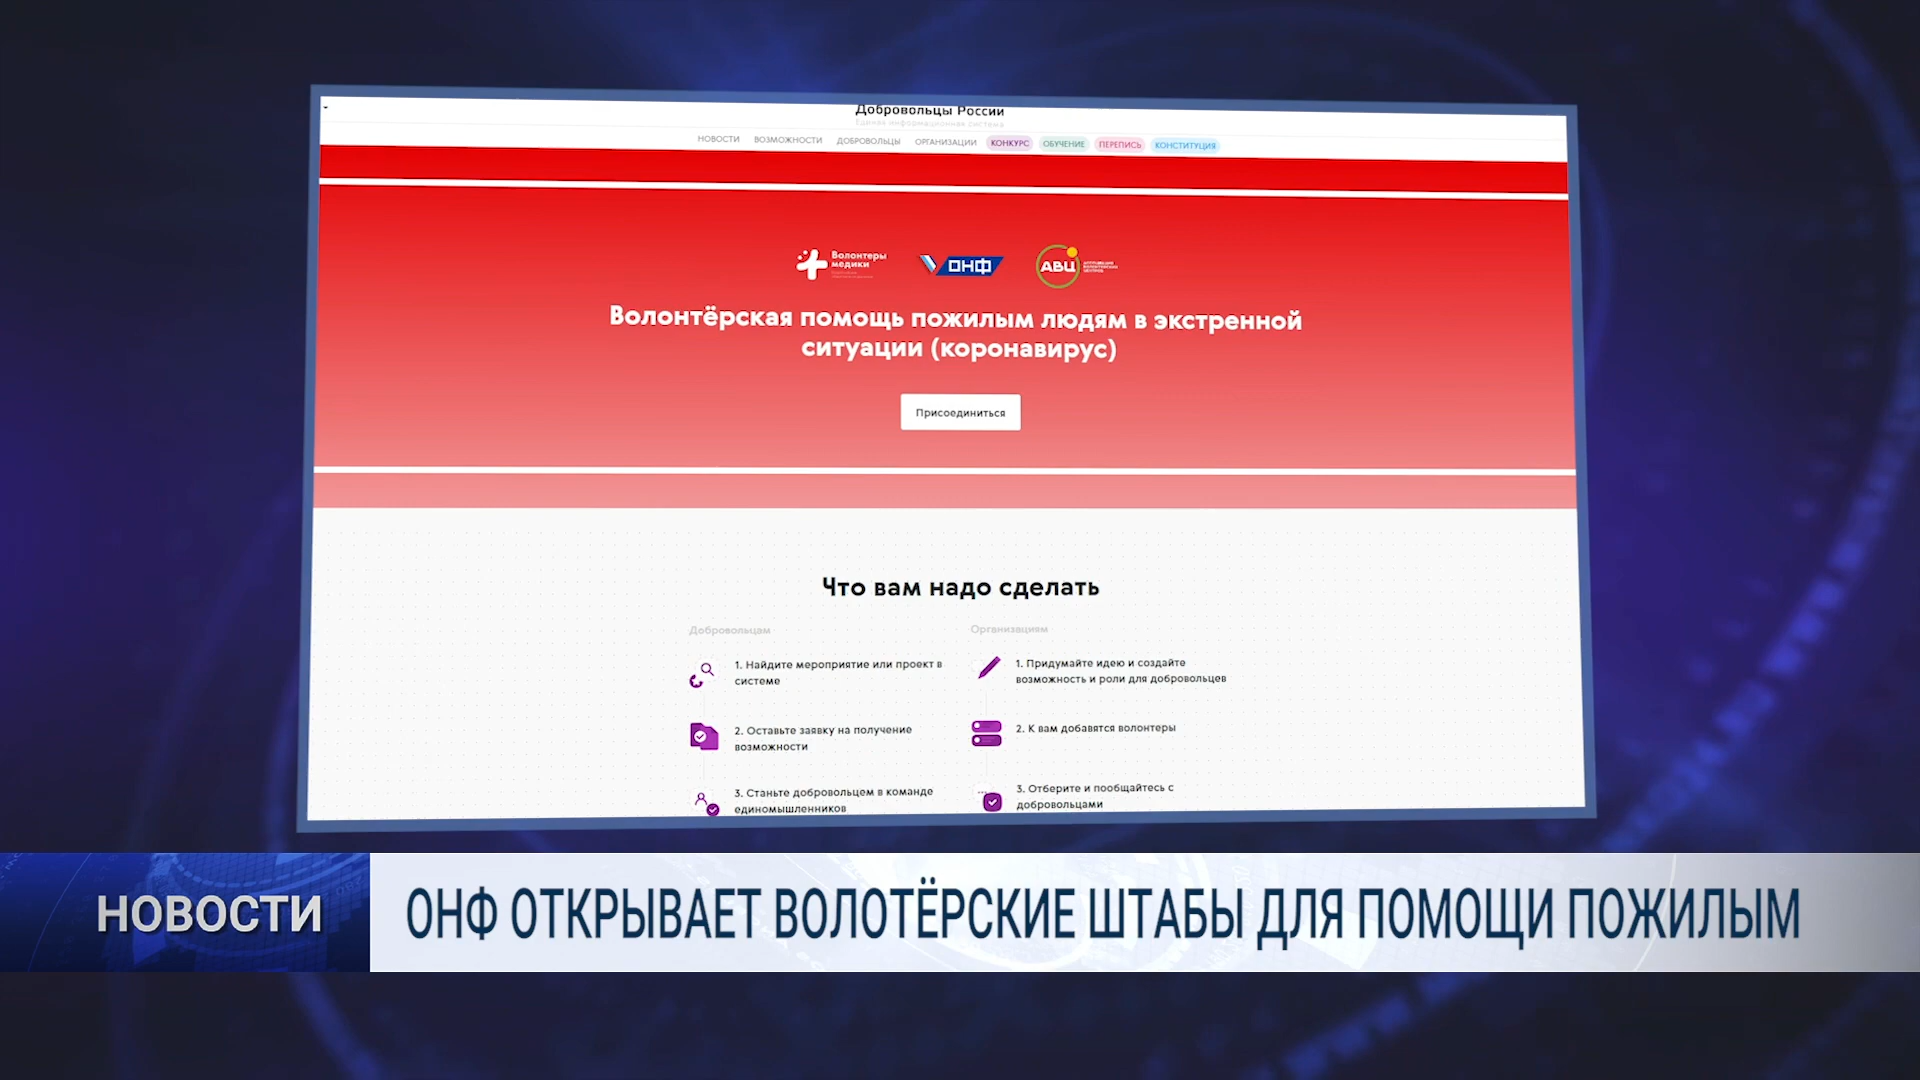 Добровольцы России
Единая информационная система
НОВОСТИ ВОЗМОЖНОСТИ ДОБРОВОЛЬЦЫ ОРГАНИЗАЦИИ КОНКУРС ОБУЧЕНИЕ ПЕРЕПИСЬ КОНСТИТУЦИЯ
Волонтеры
медики
ОНФ
АВЦ
Волонтёрская помощь пожилым людям в экстренной
ситуации (коронавирус)
Присоединиться
Что вам надо сделать
Добровольцам
1. Найдите мероприятие или проект в
системе
2. Оставьте заявку на получение
возможности
3. Станьте добровольцем в команде
единомышленников
Организациям
1. Придумайте идею и создайте
возможность и роли для добровольцев
2. К вам добавятся волонтеры
3. Отберите и пообщайтесь с
добровольцами
НОВОСТИ
ОНФ ОТКРЫВАЕТ ВОЛОТЁРСКИЕ ШТАБЫ ДЛЯ ПОМОЩИ ПОЖИЛЫМ